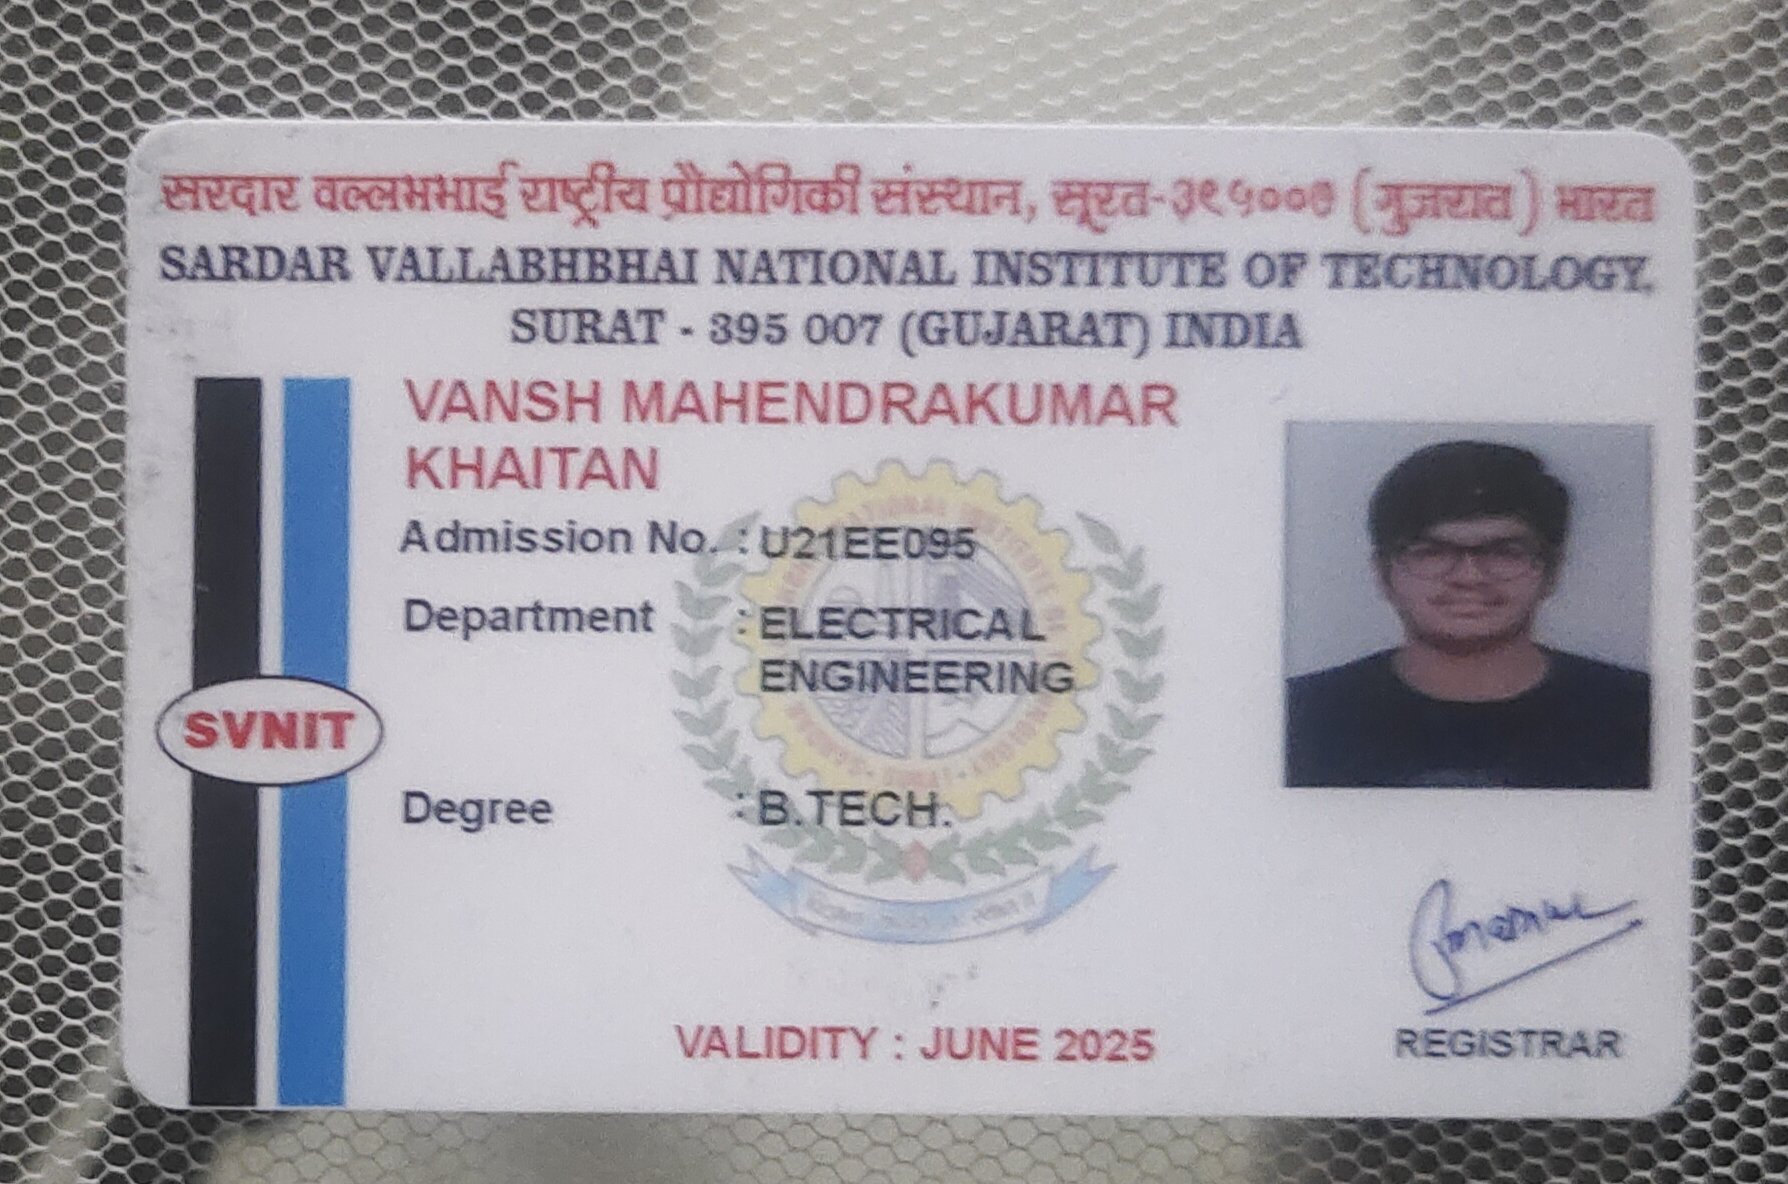 सरदार वल्लभभाई राष्ट्रीय प्रौद्योगिकी संस्थान, सूरत-३९५००७ (गुजरात) भारत
SARDAR VALLABHBHAI NATIONAL INSTITUTE OF TECHNOLOGY,
SURAT - 395 007 (GUJARAT) INDIA
VANSH MAHENDRAKUMAR
KHAITAN
Admission No. : U21EE095
Department : ELECTRICAL
ENGINEERING
SVNIT
Degree : B.TECH.
VALIDITY : JUNE 2025
REGISTRAR